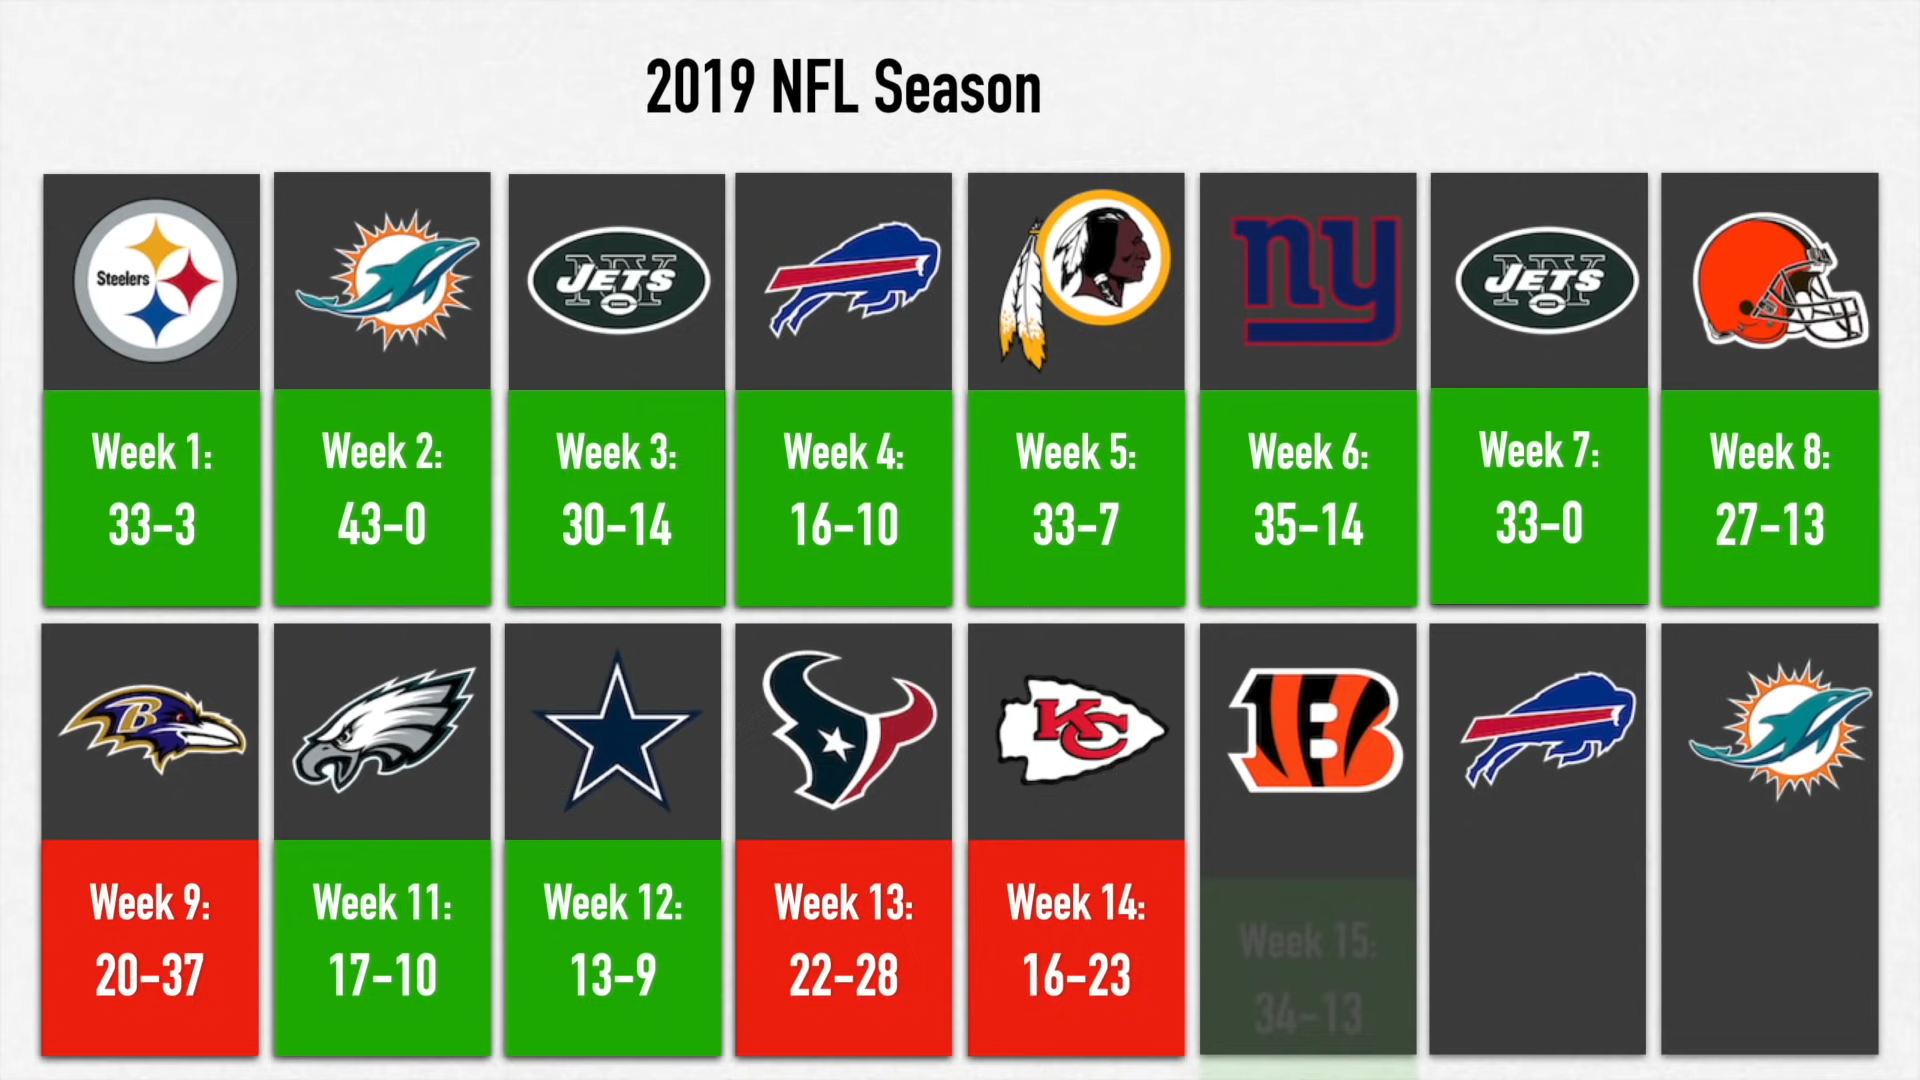 2019 NFL Season
Steelers
NY JETS
NY JETS
ny
Week 1:
33-3
Week 2:
43-0
Week 3:
30-14
Week 4:
16-10
Week 5:
33-7
Week 6:
35-14
Week 7:
33-0
Week 8:
27-13
B
KC
B
Week 9:
20-37
Week 11:
17-10
Week 12:
13-9
Week 13:
22-28
Week 14:
16-23
Week 15:
34-13